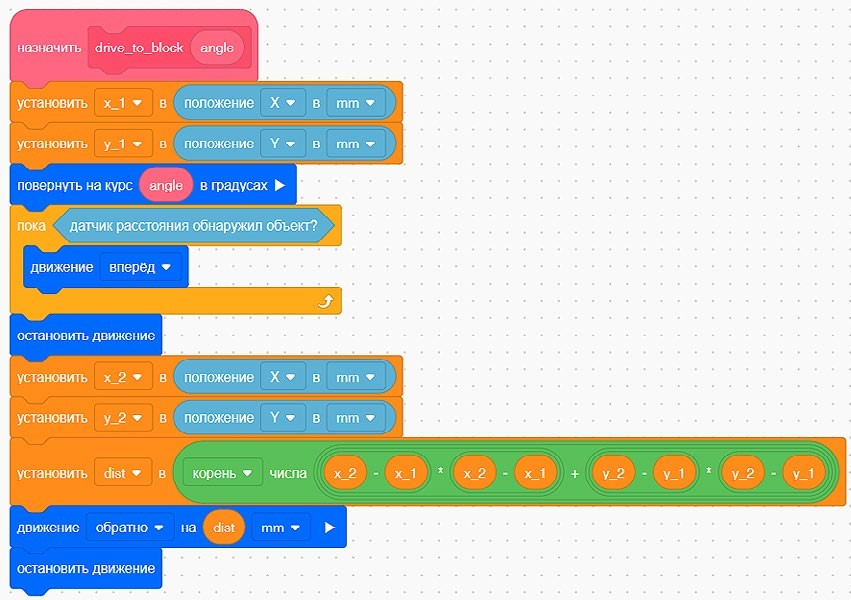 назначить drive_to_block angle
установить x_1 в положение X в mm
установить y_1 в положение Y в mm
повернуть на курс angle в градусах
пока датчик расстояния обнаружил объект?
движение вперёд
остановить движение
установить x_2 в положение X в mm
установить y_2 в положение Y в mm
установить dist в корень числа x_2 - x_1 * x_2 - x_1 + y_2 - y_1 * y_2 - y_1
движение обратно на dist mm
остановить движение